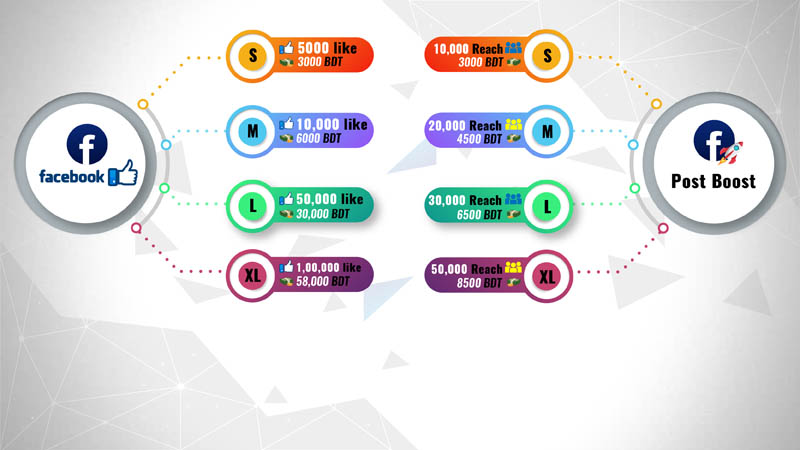 f
facebook
S
5000 like
3000 BDT
M
10,000 like
6000 BDT
L
50,000 like
30,000 BDT
XL
1,00,000 like
58,000 BDT
10,000 Reach
3000 BDT
S
20,000 Reach
4500 BDT
M
30,000 Reach
6500 BDT
L
50,000 Reach
8500 BDT
XL
f
Post Boost